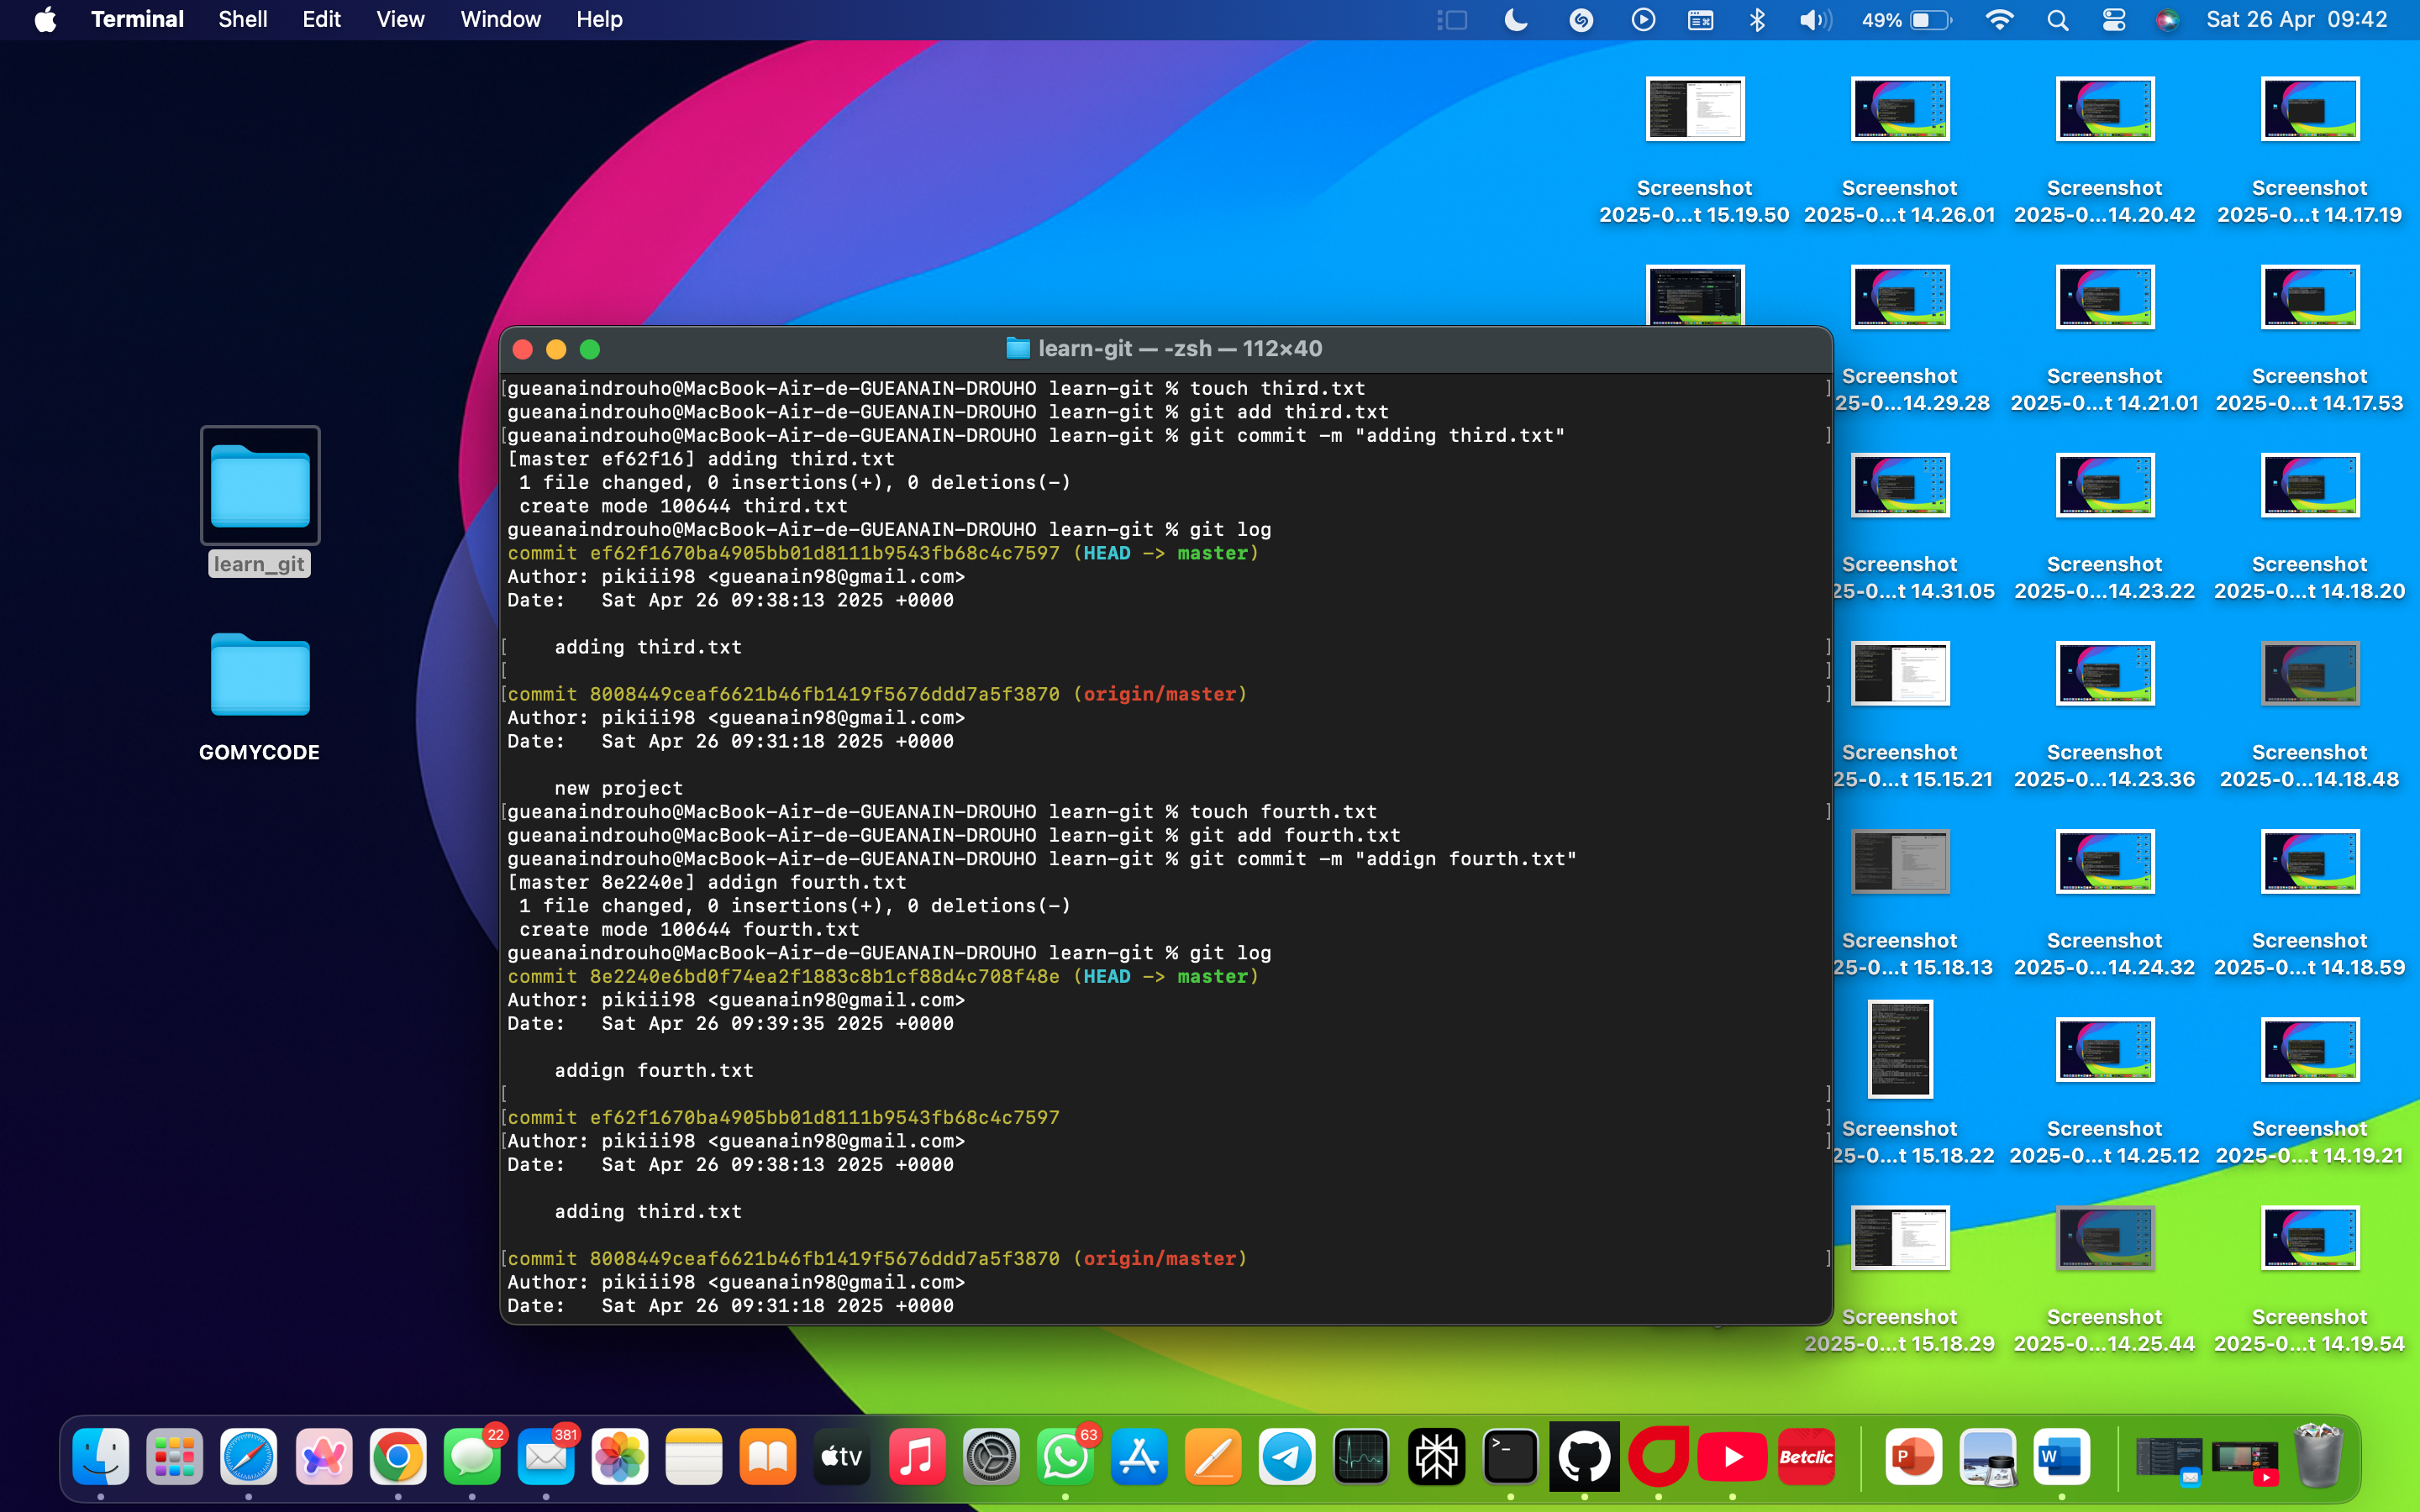 Terminal Shell Edit View Window Help 49% Sat 26 Apr 09:42
Screenshot
2025-0...t 15.19.50
Screenshot
2025-0...t 14.26.01
Screenshot
2025-0...14.20.42
Screenshot
2025-0...t 14.17.19
Screenshot
25-0...14.29.28
Screenshot
2025-0...t 14.21.01
Screenshot
2025-0...t 14.17.53
Screenshot
25-0...t 14.31.05
Screenshot
2025-0...14.23.22
Screenshot
2025-0...t 14.18.20
Screenshot
25-0...t 15.15.21
Screenshot
2025-0...14.23.36
Screenshot
2025-0...14.18.48
Screenshot
25-0...t 15.18.13
Screenshot
2025-0...14.24.32
Screenshot
2025-0...t 14.18.59
Screenshot
25-0...t 15.18.22
Screenshot
2025-0...t 14.25.12
Screenshot
2025-0...t 14.19.21
Screenshot
2025-0...t 15.18.29
Screenshot
2025-0...14.25.44
Screenshot
2025-0...t 14.19.54
learn_git
GOMYCODE
learn-git — -zsh — 112×40
[gueanaindrouho@MacBook-Air-de-GUEANAIN-DROUHO learn-git % touch third.txt ]
gueanaindrouho@MacBook-Air-de-GUEANAIN-DROUHO learn-git % git add third.txt
[gueanaindrouho@MacBook-Air-de-GUEANAIN-DROUHO learn-git % git commit -m "adding third.txt" ]
[master ef62f16] adding third.txt
1 file changed, 0 insertions(+), 0 deletions(-)
create mode 100644 third.txt
gueanaindrouho@MacBook-Air-de-GUEANAIN-DROUHO learn-git % git log
commit ef62f1670ba4905bb01d8111b9543fb68c4c7597 (HEAD -> master)
Author: pikiii98 <gueanain98@gmail.com>
Date: Sat Apr 26 09:38:13 2025 +0000
[ adding third.txt ]
[ ]
[commit 8008449ceaf6621b46fb1419f5676ddd7a5f3870 (origin/master) ]
Author: pikiii98 <gueanain98@gmail.com>
Date: Sat Apr 26 09:31:18 2025 +0000
new project
[gueanaindrouho@MacBook-Air-de-GUEANAIN-DROUHO learn-git % touch fourth.txt ]
gueanaindrouho@MacBook-Air-de-GUEANAIN-DROUHO learn-git % git add fourth.txt
gueanaindrouho@MacBook-Air-de-GUEANAIN-DROUHO learn-git % git commit -m "addign fourth.txt"
[master 8e2240e] addign fourth.txt
1 file changed, 0 insertions(+), 0 deletions(-)
create mode 100644 fourth.txt
gueanaindrouho@MacBook-Air-de-GUEANAIN-DROUHO learn-git % git log
commit 8e2240e6bd0f74ea2f1883c8b1cf88d4c708f48e (HEAD -> master)
Author: pikiii98 <gueanain98@gmail.com>
Date: Sat Apr 26 09:39:35 2025 +0000
addign fourth.txt
[ ]
[commit ef62f1670ba4905bb01d8111b9543fb68c4c7597 ]
[Author: pikiii98 <gueanain98@gmail.com> ]
Date: Sat Apr 26 09:38:13 2025 +0000
adding third.txt
[commit 8008449ceaf6621b46fb1419f5676ddd7a5f3870 (origin/master) ]
Author: pikiii98 <gueanain98@gmail.com>
Date: Sat Apr 26 09:31:18 2025 +0000
22 381 tv 63 >_ Betclic P W